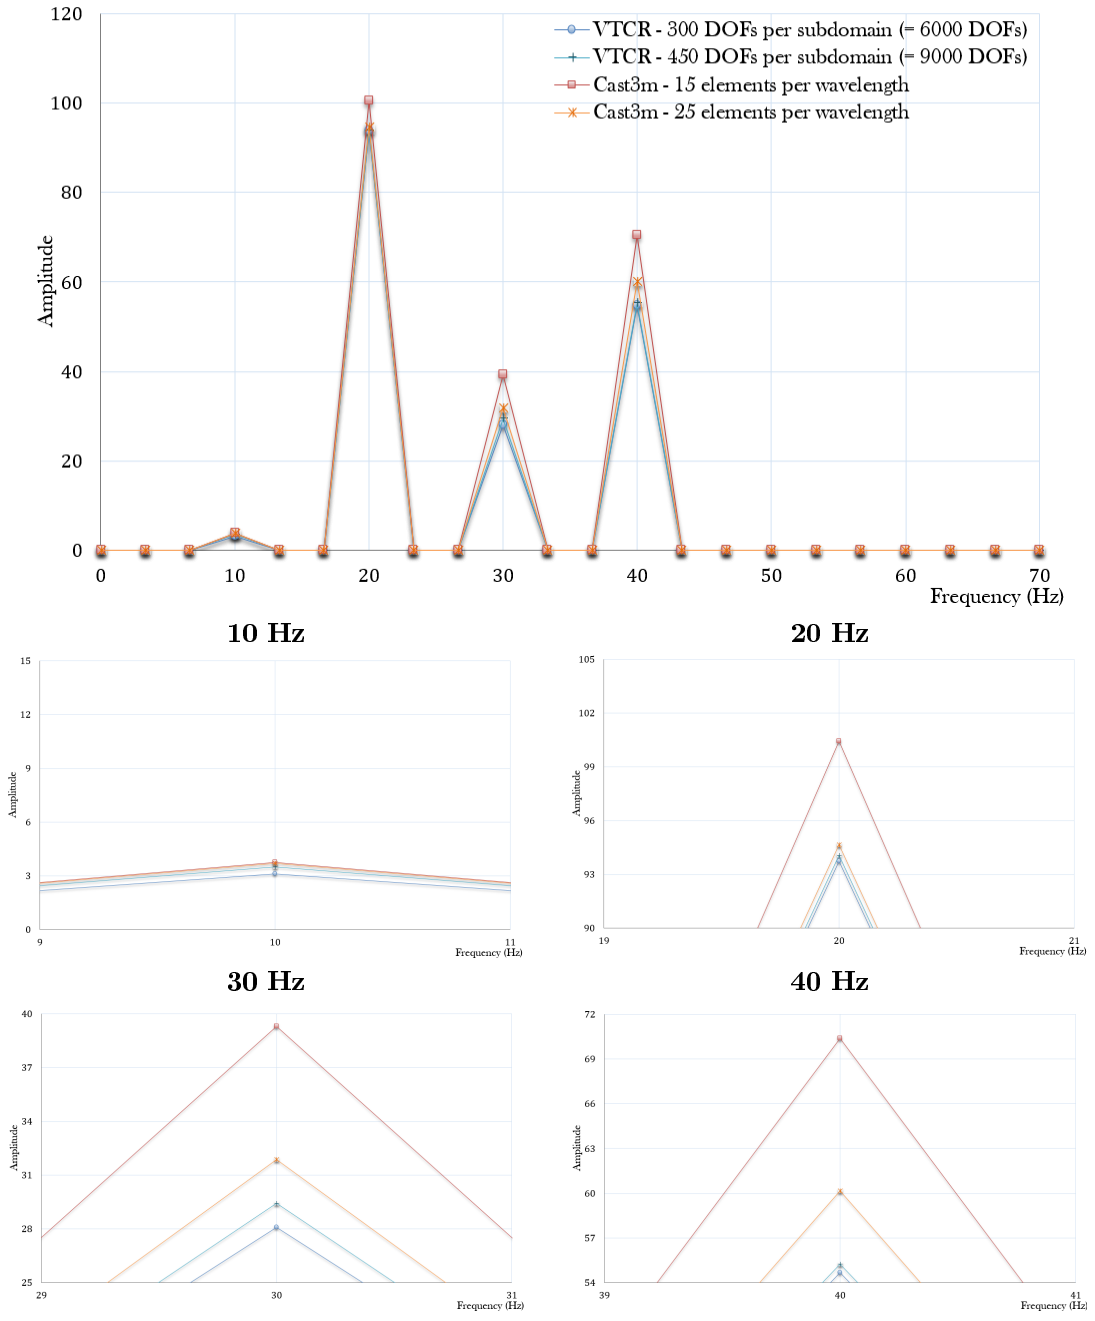 120
100
80
60
40
20
0
Amplitude
VTCR - 300 DOFs per subdomain (= 6000 DOFs)
VTCR - 450 DOFs per subdomain (= 9000 DOFs)
Cast3m - 15 elements per wavelength
Cast3m - 25 elements per wavelength
0 10 20 30 40 50 60 70
Frequency (Hz)
10 Hz
15
12
9
6
3
0
Amplitude
9 10 11
Frequency (Hz)
20 Hz
105
102
99
96
93
90
Amplitude
19 20 21
Frequency (Hz)
30 Hz
40
37
34
31
28
25
Amplitude
29 30 31
Frequency (Hz)
40 Hz
72
69
66
63
60
57
54
Amplitude
39 40 41
Frequency (Hz)